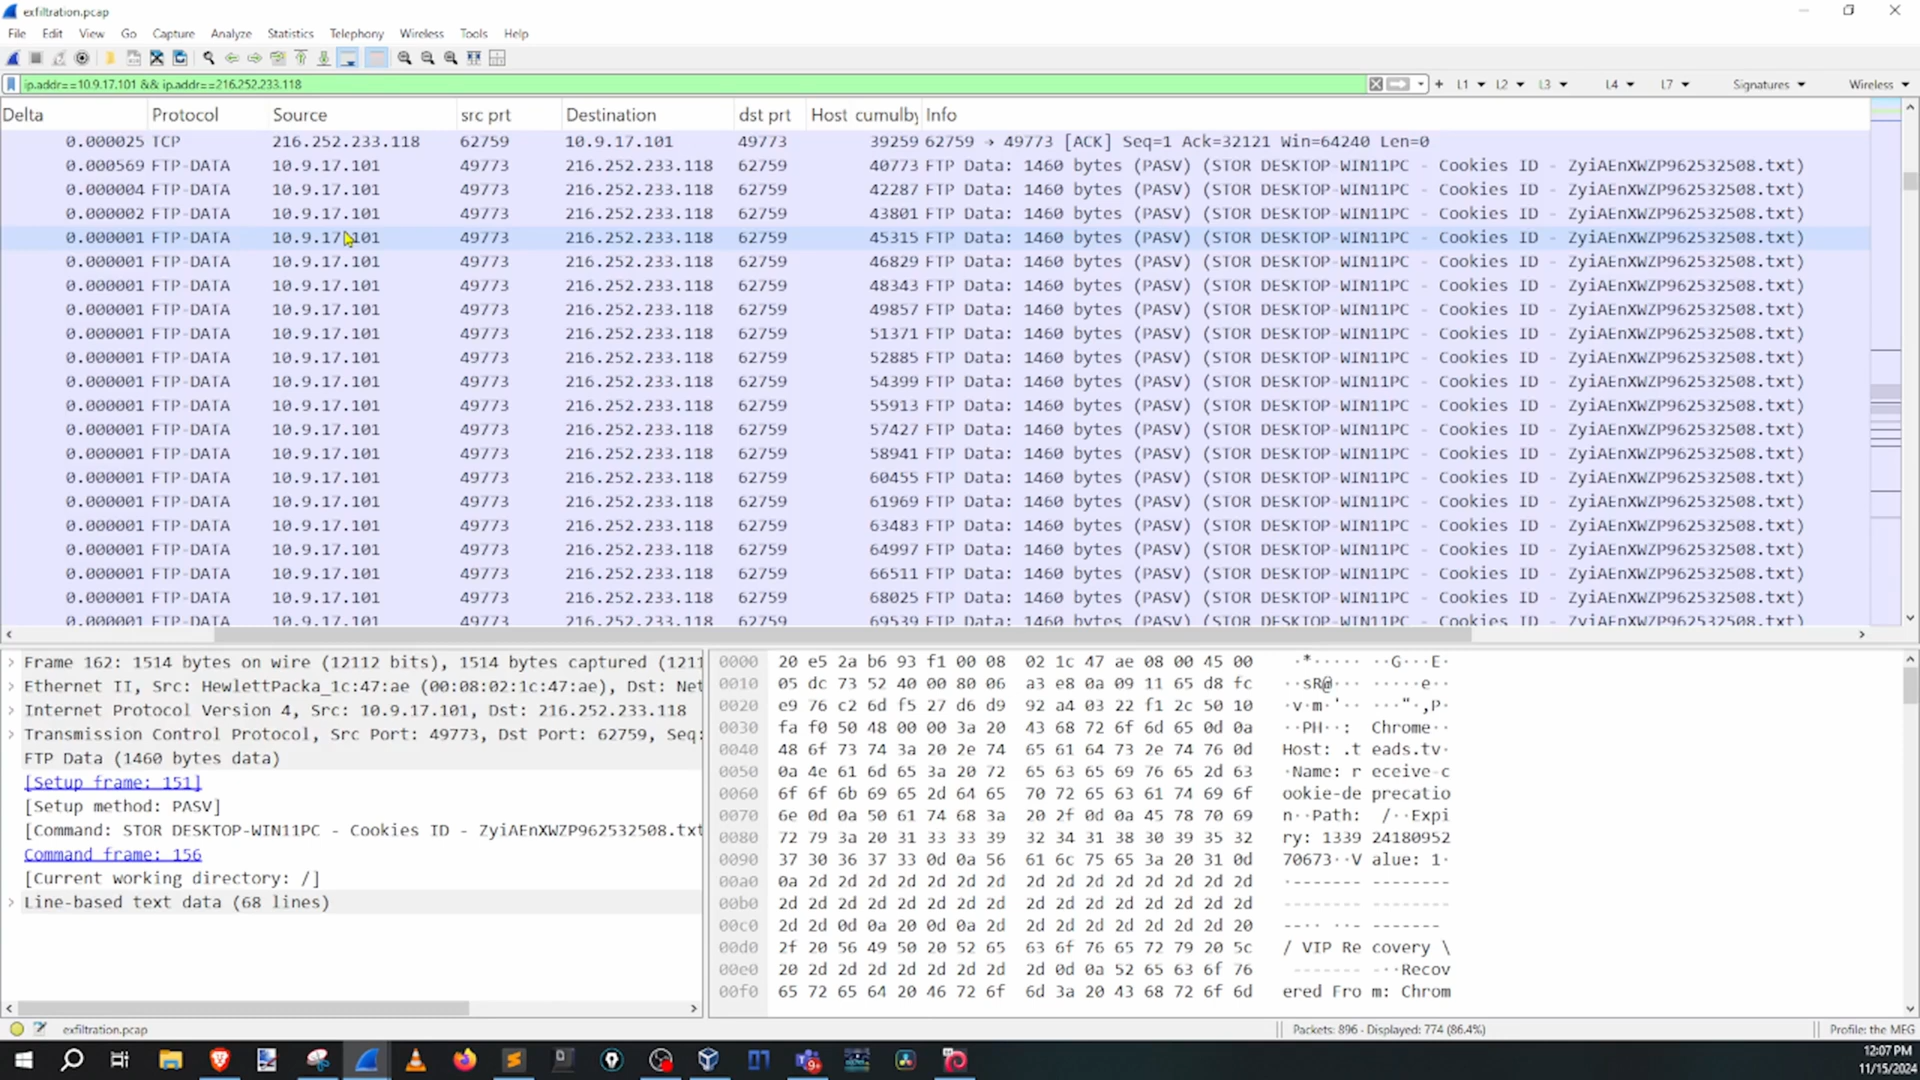 exfiltration.pcap
File Edit View Go Capture Analyze Statistics Telephony Wireless Tools Help
ip.addr==10.9.17.101 && ip.addr==216.252.233.118
+ L1 L2 L3 L4 L7 Signatures Wireless
Delta Protocol Source src prt Destination dst prt Host cumulby Info
0.000025 TCP 216.252.233.118 62759 10.9.17.101 49773 39259 62759 → 49773 [ACK] Seq=1 Ack=32121 Win=64240 Len=0
0.000569 FTP-DATA 10.9.17.101 49773 216.252.233.118 62759 40773 FTP Data: 1460 bytes (PASV) (STOR DESKTOP-WIN11PC - Cookies ID - ZyiAEnXWZP962532508.txt)
0.000004 FTP-DATA 10.9.17.101 49773 216.252.233.118 62759 42287 FTP Data: 1460 bytes (PASV) (STOR DESKTOP-WIN11PC - Cookies ID - ZyiAEnXWZP962532508.txt)
0.000002 FTP-DATA 10.9.17.101 49773 216.252.233.118 62759 43801 FTP Data: 1460 bytes (PASV) (STOR DESKTOP-WIN11PC - Cookies ID - ZyiAEnXWZP962532508.txt)
0.000001 FTP-DATA 10.9.17.101 49773 216.252.233.118 62759 45315 FTP Data: 1460 bytes (PASV) (STOR DESKTOP-WIN11PC - Cookies ID - ZyiAEnXWZP962532508.txt)
0.000001 FTP-DATA 10.9.17.101 49773 216.252.233.118 62759 46829 FTP Data: 1460 bytes (PASV) (STOR DESKTOP-WIN11PC - Cookies ID - ZyiAEnXWZP962532508.txt)
0.000001 FTP-DATA 10.9.17.101 49773 216.252.233.118 62759 48343 FTP Data: 1460 bytes (PASV) (STOR DESKTOP-WIN11PC - Cookies ID - ZyiAEnXWZP962532508.txt)
0.000001 FTP-DATA 10.9.17.101 49773 216.252.233.118 62759 49857 FTP Data: 1460 bytes (PASV) (STOR DESKTOP-WIN11PC - Cookies ID - ZyiAEnXWZP962532508.txt)
0.000001 FTP-DATA 10.9.17.101 49773 216.252.233.118 62759 51371 FTP Data: 1460 bytes (PASV) (STOR DESKTOP-WIN11PC - Cookies ID - ZyiAEnXWZP962532508.txt)
0.000001 FTP-DATA 10.9.17.101 49773 216.252.233.118 62759 52885 FTP Data: 1460 bytes (PASV) (STOR DESKTOP-WIN11PC - Cookies ID - ZyiAEnXWZP962532508.txt)
0.000001 FTP-DATA 10.9.17.101 49773 216.252.233.118 62759 54399 FTP Data: 1460 bytes (PASV) (STOR DESKTOP-WIN11PC - Cookies ID - ZyiAEnXWZP962532508.txt)
0.000001 FTP-DATA 10.9.17.101 49773 216.252.233.118 62759 55913 FTP Data: 1460 bytes (PASV) (STOR DESKTOP-WIN11PC - Cookies ID - ZyiAEnXWZP962532508.txt)
0.000001 FTP-DATA 10.9.17.101 49773 216.252.233.118 62759 57427 FTP Data: 1460 bytes (PASV) (STOR DESKTOP-WIN11PC - Cookies ID - ZyiAEnXWZP962532508.txt)
0.000001 FTP-DATA 10.9.17.101 49773 216.252.233.118 62759 58941 FTP Data: 1460 bytes (PASV) (STOR DESKTOP-WIN11PC - Cookies ID - ZyiAEnXWZP962532508.txt)
0.000001 FTP-DATA 10.9.17.101 49773 216.252.233.118 62759 60455 FTP Data: 1460 bytes (PASV) (STOR DESKTOP-WIN11PC - Cookies ID - ZyiAEnXWZP962532508.txt)
0.000001 FTP-DATA 10.9.17.101 49773 216.252.233.118 62759 61969 FTP Data: 1460 bytes (PASV) (STOR DESKTOP-WIN11PC - Cookies ID - ZyiAEnXWZP962532508.txt)
0.000001 FTP-DATA 10.9.17.101 49773 216.252.233.118 62759 63483 FTP Data: 1460 bytes (PASV) (STOR DESKTOP-WIN11PC - Cookies ID - ZyiAEnXWZP962532508.txt)
0.000001 FTP-DATA 10.9.17.101 49773 216.252.233.118 62759 64997 FTP Data: 1460 bytes (PASV) (STOR DESKTOP-WIN11PC - Cookies ID - ZyiAEnXWZP962532508.txt)
0.000001 FTP-DATA 10.9.17.101 49773 216.252.233.118 62759 66511 FTP Data: 1460 bytes (PASV) (STOR DESKTOP-WIN11PC - Cookies ID - ZyiAEnXWZP962532508.txt)
0.000001 FTP-DATA 10.9.17.101 49773 216.252.233.118 62759 68025 FTP Data: 1460 bytes (PASV) (STOR DESKTOP-WIN11PC - Cookies ID - ZyiAEnXWZP962532508.txt)
0.000001 FTP-DATA 10.9.17.101 49773 216.252.233.118 62759 69539 FTP Data: 1460 bytes (PASV) (STOR DESKTOP-WIN11PC - Cookies ID - ZyiAEnXWZP962532508.txt)
Frame 162: 1514 bytes on wire (12112 bits), 1514 bytes captured (1211
Ethernet II, Src: HewlettPacka_1c:47:ae (00:08:02:1c:47:ae), Dst: Net
Internet Protocol Version 4, Src: 10.9.17.101, Dst: 216.252.233.118
Transmission Control Protocol, Src Port: 49773, Dst Port: 62759, Seq:
FTP Data (1460 bytes data)
[Setup frame: 151]
[Setup method: PASV]
[Command: STOR DESKTOP-WIN11PC - Cookies ID - ZyiAEnXWZP962532508.txt
Command frame: 156
[Current working directory: /]
Line-based text data (68 lines)
0000 20 e5 2a b6 93 f1 00 08 02 1c 47 ae 08 00 45 00 ·*····· ··G···E·
0010 05 dc 73 52 40 00 80 06 a3 e8 0a 09 11 65 d8 fc ··sR@··· ·····e··
0020 e9 76 c2 6d f5 27 d6 d9 92 a4 03 22 f1 2c 50 10 ·v·m·'·· ···"·,P·
0030 fa f0 50 48 00 00 3a 20 43 68 72 6f 6d 65 0d 0a ··PH··: Chrome··
0040 48 6f 73 74 3a 20 2e 74 65 61 64 73 2e 74 76 0d Host: .t eads.tv·
0050 0a 4e 61 6d 65 3a 20 72 65 63 65 69 76 65 2d 63 ·Name: r eceive-c
0060 6f 6f 6b 69 65 2d 64 65 70 72 65 63 61 74 69 6f ookie-de precatio
0070 6e 0d 0a 50 61 74 68 3a 20 2f 0d 0a 45 78 70 69 n··Path: /··Expi
0080 72 79 3a 20 31 33 33 39 32 34 31 38 30 39 35 32 ry: 1339 24180952
0090 37 30 36 37 33 0d 0a 56 61 6c 75 65 3a 20 31 0d 70673··V alue: 1·
00a0 0a 2d 2d 2d 2d 2d 2d 2d 2d 2d 2d 2d 2d 2d 2d 2d ·------- --------
00b0 2d 2d 2d 2d 2d 2d 2d 2d 2d 2d 2d 2d 2d 2d 2d 2d -------- --------
00c0 2d 2d 0d 0a 20 0d 0a 2d 2d 2d 2d 2d 2d 2d 2d 20 --·· ··- -------
00d0 2f 20 56 49 50 20 52 65 63 6f 76 65 72 79 20 5c / VIP Re covery \
00e0 20 2d 2d 2d 2d 2d 2d 2d 2d 0d 0a 52 65 63 6f 76 ------- -··Recov
00f0 65 72 65 64 20 46 72 6f 6d 3a 20 43 68 72 6f 6d ered Fro m: Chrom
exfiltration.pcap Packets: 896 · Displayed: 774 (86.4%) Profile: the MEG
12:07 PM
11/15/2024